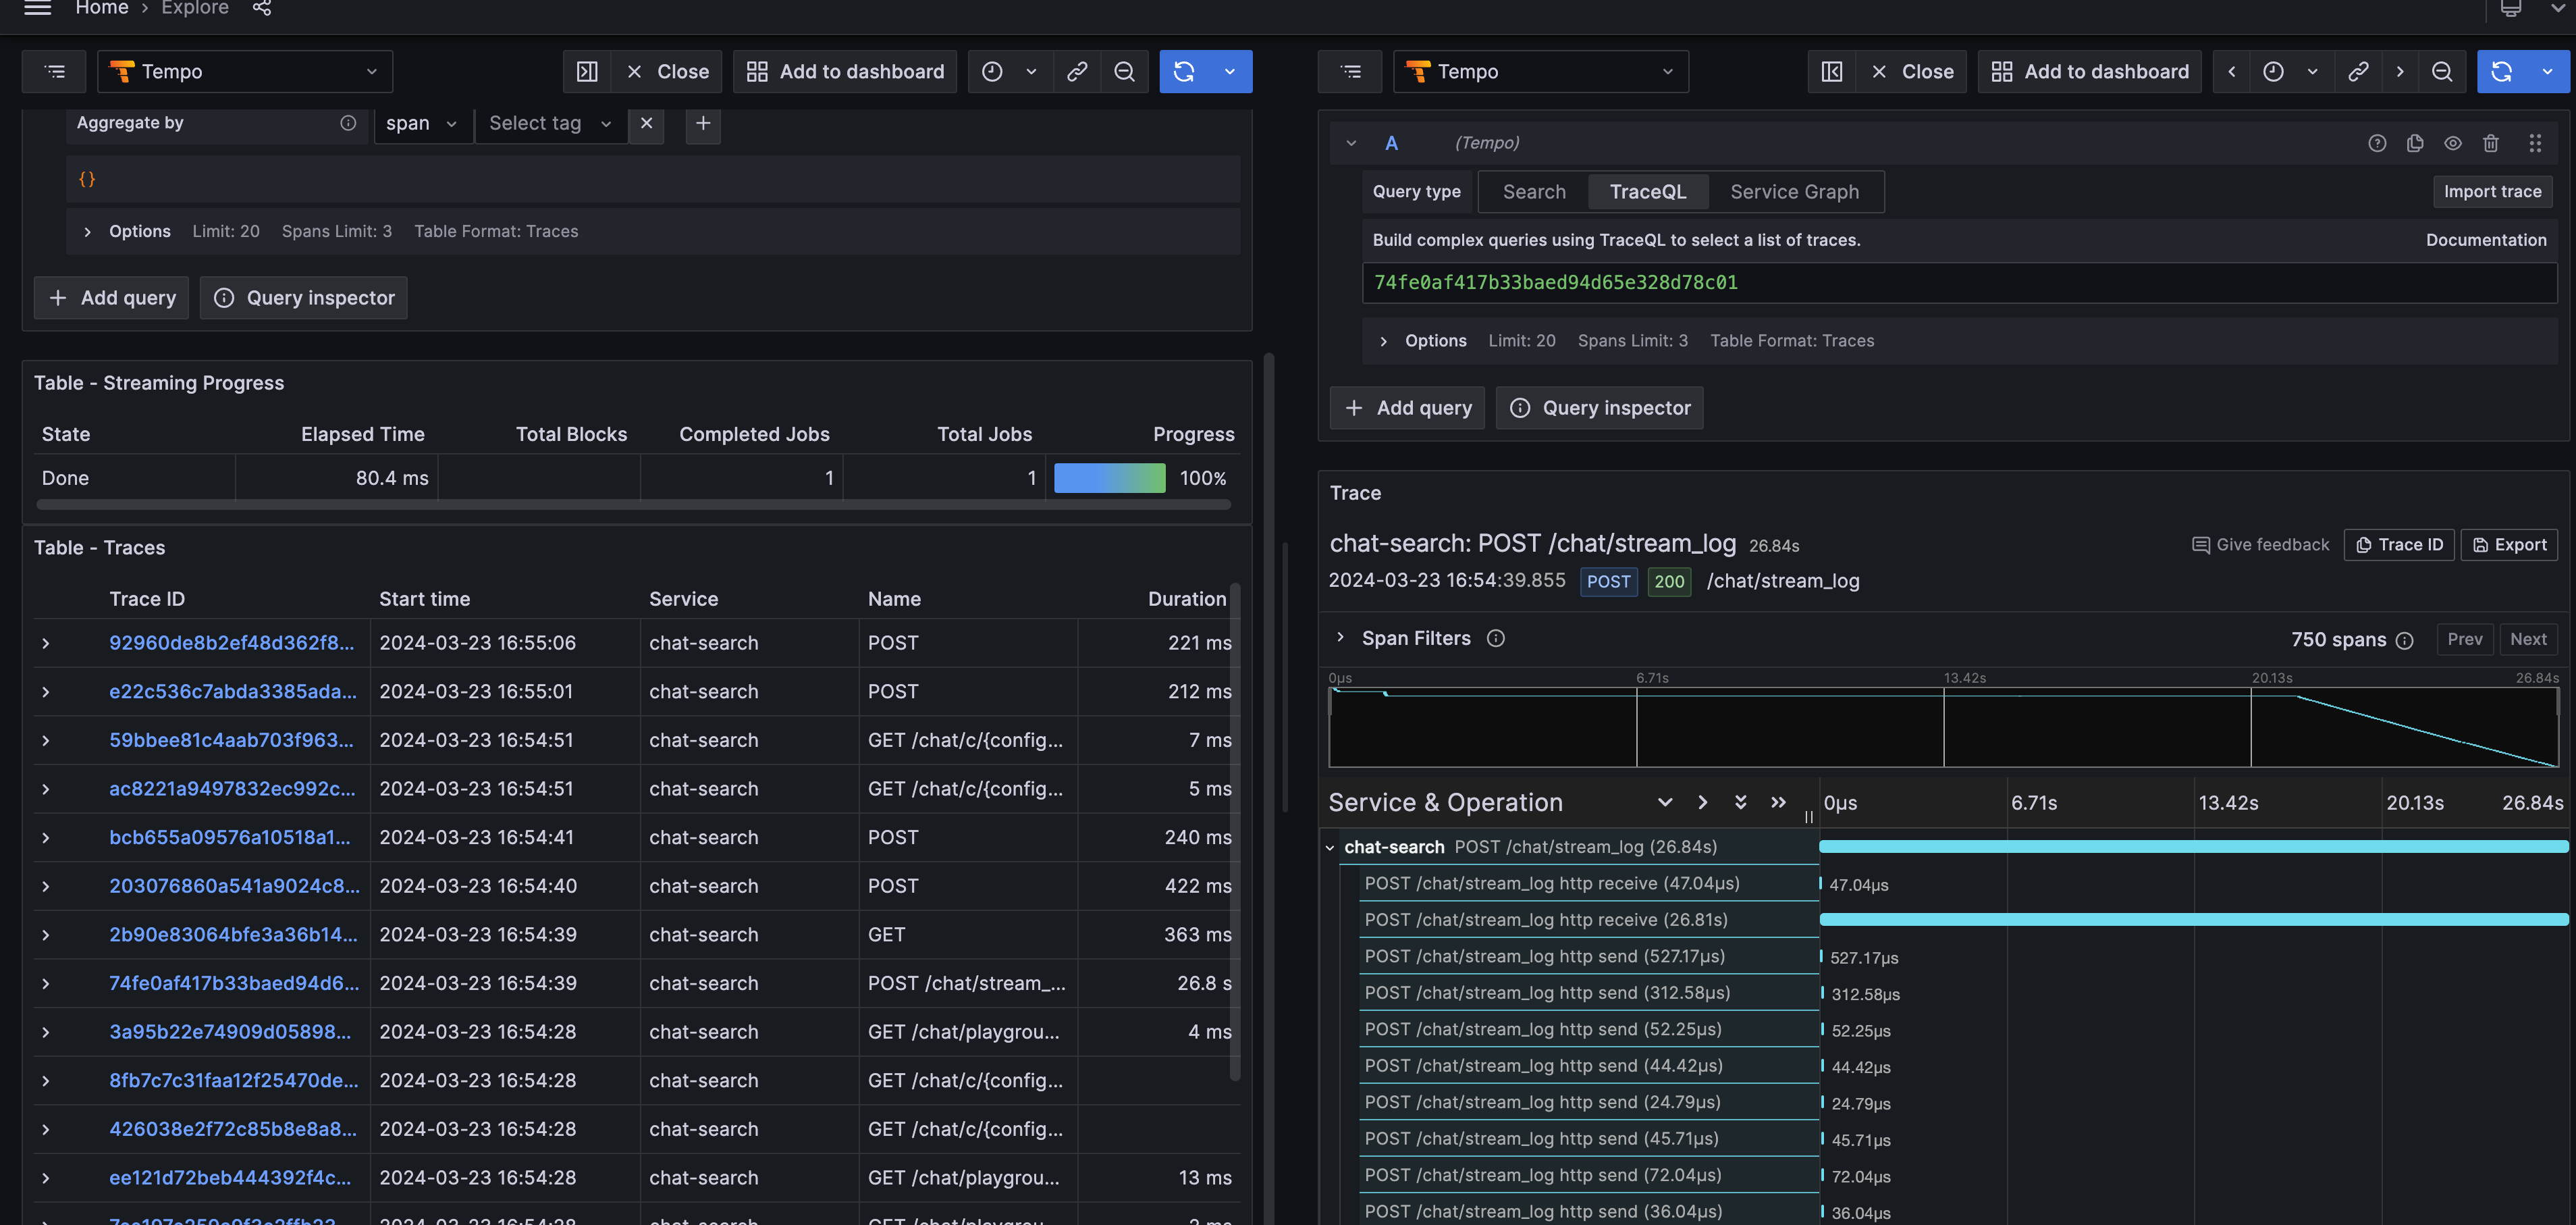 Home › Explore
Tempo
Close
Add to dashboard
Aggregate by
span
Select tag
{}
Options Limit: 20 Spans Limit: 3 Table Format: Traces
Add query
Query inspector
Table - Streaming Progress
State Elapsed Time Total Blocks Completed Jobs Total Jobs Progress
Done 80.4 ms 1 1 100%
Table - Traces
Trace ID Start time Service Name Duration
92960de8b2ef48d362f8... 2024-03-23 16:55:06 chat-search POST 221 ms
e22c536c7abda3385ada... 2024-03-23 16:55:01 chat-search POST 212 ms
59bbee81c4aab703f963... 2024-03-23 16:54:51 chat-search GET /chat/c/{config... 7 ms
ac8221a9497832ec992c... 2024-03-23 16:54:51 chat-search GET /chat/c/{config... 5 ms
bcb655a09576a10518a1... 2024-03-23 16:54:41 chat-search POST 240 ms
203076860a541a9024c8... 2024-03-23 16:54:40 chat-search POST 422 ms
2b90e83064bfe3a36b14... 2024-03-23 16:54:39 chat-search GET 363 ms
74fe0af417b33baed94d6... 2024-03-23 16:54:39 chat-search POST /chat/stream_... 26.8 s
3a95b22e74909d05898... 2024-03-23 16:54:28 chat-search GET /chat/playgrou... 4 ms
8fb7c7c31faa12f25470de... 2024-03-23 16:54:28 chat-search GET /chat/c/{config...
426038e2f72c85b8e8a8... 2024-03-23 16:54:28 chat-search GET /chat/c/{config...
ee121d72beb444392f4c... 2024-03-23 16:54:28 chat-search GET /chat/playgrou... 13 ms
Tempo
Close
Add to dashboard
A (Tempo)
Query type Search TraceQL Service Graph Import trace
Build complex queries using TraceQL to select a list of traces. Documentation
74fe0af417b33baed94d65e328d78c01
Options Limit: 20 Spans Limit: 3 Table Format: Traces
Add query
Query inspector
Trace
chat-search: POST /chat/stream_log 26.84s
Give feedback Trace ID Export
2024-03-23 16:54:39.855 POST 200 /chat/stream_log
Span Filters 750 spans Prev Next
0μs 6.71s 13.42s 20.13s 26.84s
Service & Operation 0μs 6.71s 13.42s 20.13s 26.84s
chat-search POST /chat/stream_log (26.84s)
POST /chat/stream_log http receive (47.04μs) 47.04μs
POST /chat/stream_log http receive (26.81s)
POST /chat/stream_log http send (527.17μs) 527.17μs
POST /chat/stream_log http send (312.58μs) 312.58μs
POST /chat/stream_log http send (52.25μs) 52.25μs
POST /chat/stream_log http send (44.42μs) 44.42μs
POST /chat/stream_log http send (24.79μs) 24.79μs
POST /chat/stream_log http send (45.71μs) 45.71μs
POST /chat/stream_log http send (72.04μs) 72.04μs
POST /chat/stream_log http send (36.04μs) 36.04μs